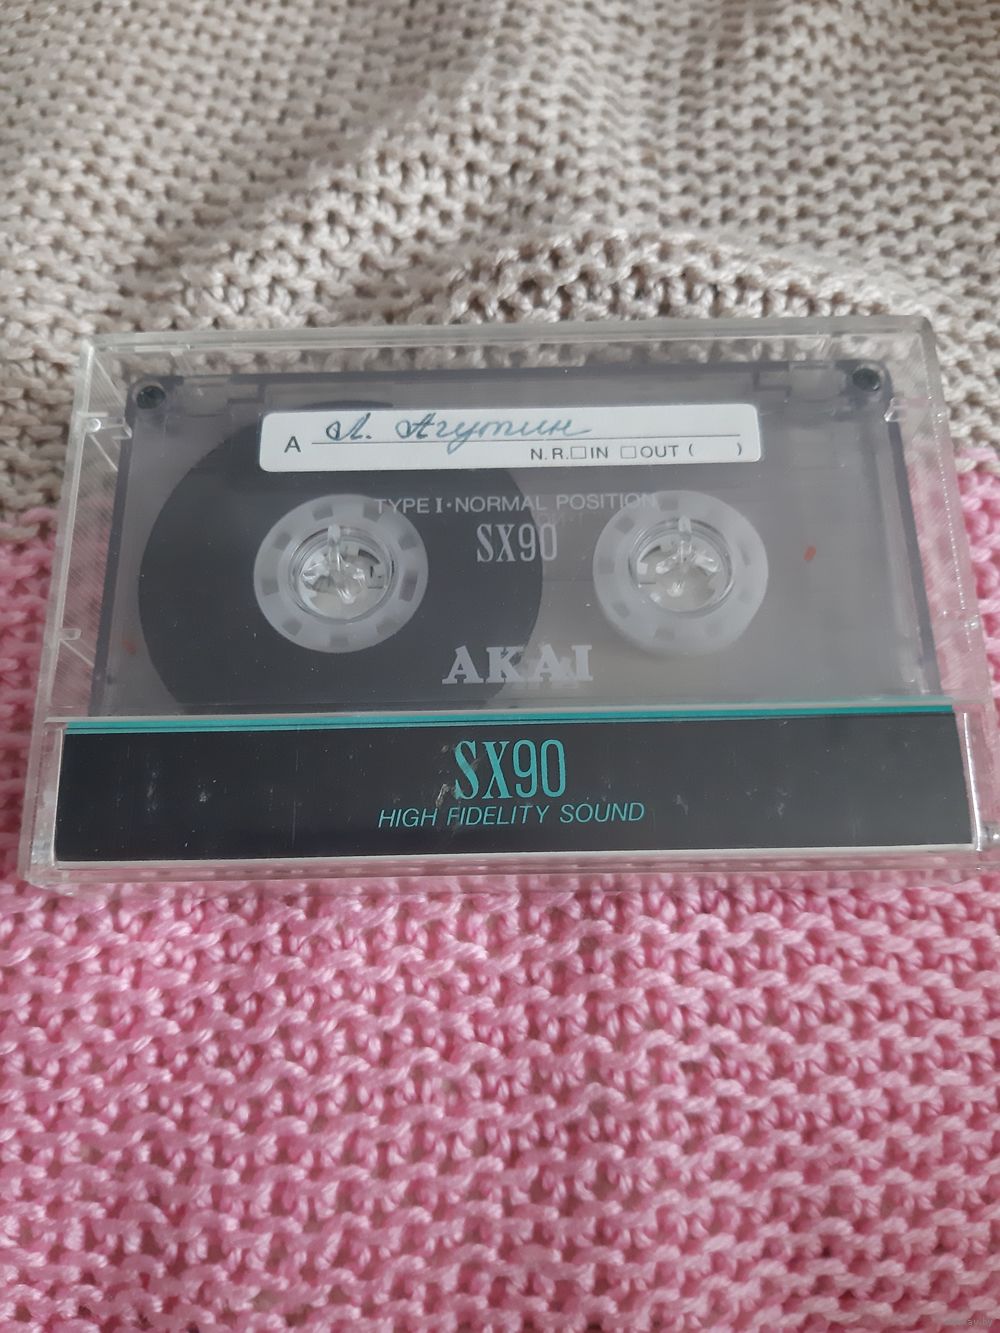 A Л. Агутин
N.R.☐IN ☐OUT ( )
TYPE I·NORMAL POSITION
SX90
AKAI
SX90
HIGH FIDELITY SOUND